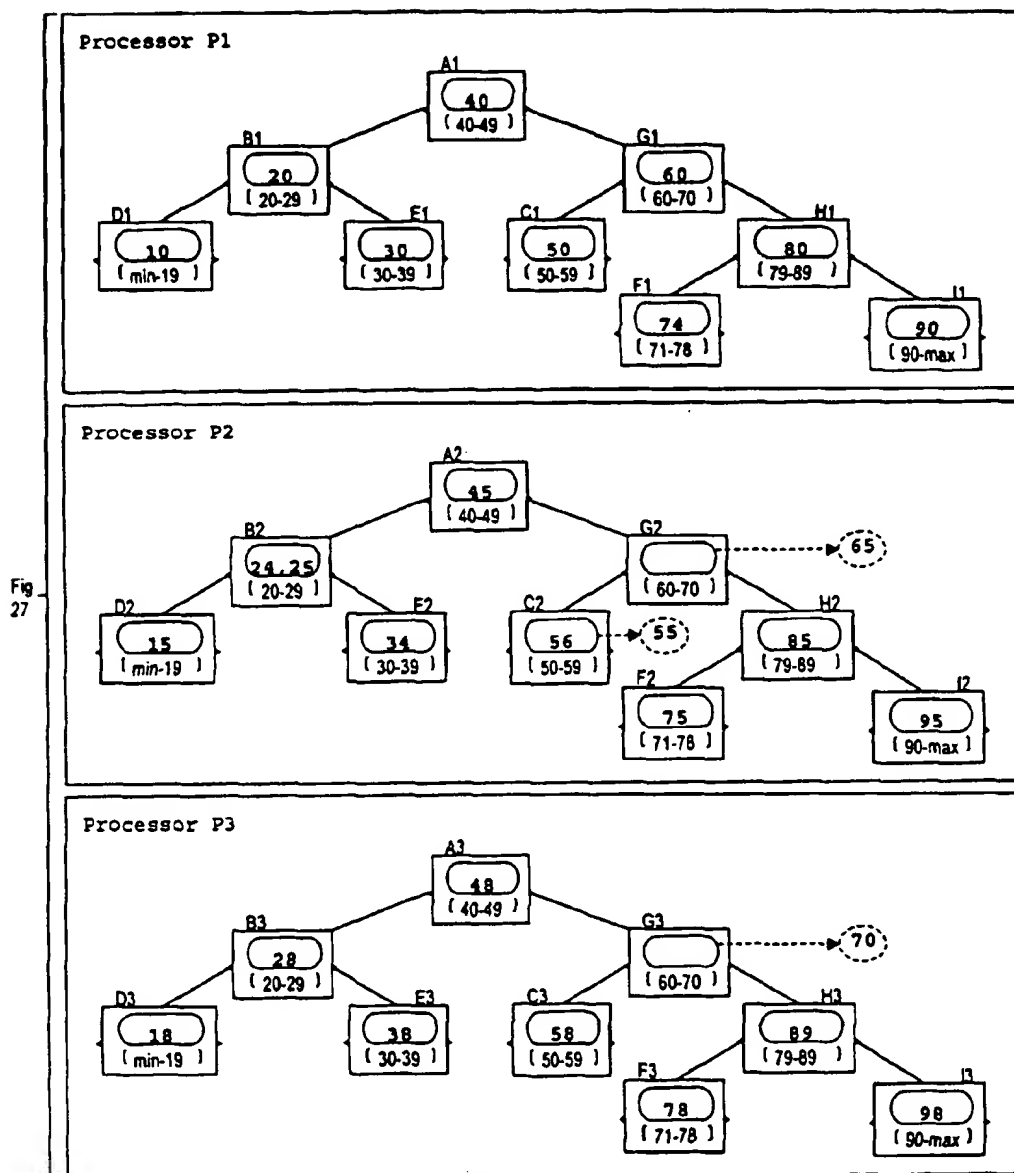 Fig
27
Processor P1
A1
40
( 40-49 )
B1
20
( 20-29 )
G1
60
( 60-70 )
D1
10
( min-19 )
E1
30
( 30-39 )
C1
50
( 50-59 )
H1
80
( 79-89 )
F1
74
( 71-78 )
I1
90
( 90-max )
Processor P2
A2
45
( 40-49 )
B2
24,25
( 20-29 )
G2
( 60-70 )
65
D2
15
( min-19 )
E2
34
( 30-39 )
C2
56
( 50-59 )
55
H2
85
( 79-89 )
F2
75
( 71-78 )
I2
95
( 90-max )
Processor P3
A3
48
( 40-49 )
B3
28
( 20-29 )
G3
( 60-70 )
70
D3
18
( min-19 )
E3
38
( 30-39 )
C3
58
( 50-59 )
H3
89
( 79-89 )
F3
78
( 71-78 )
I3
98
( 90-max )